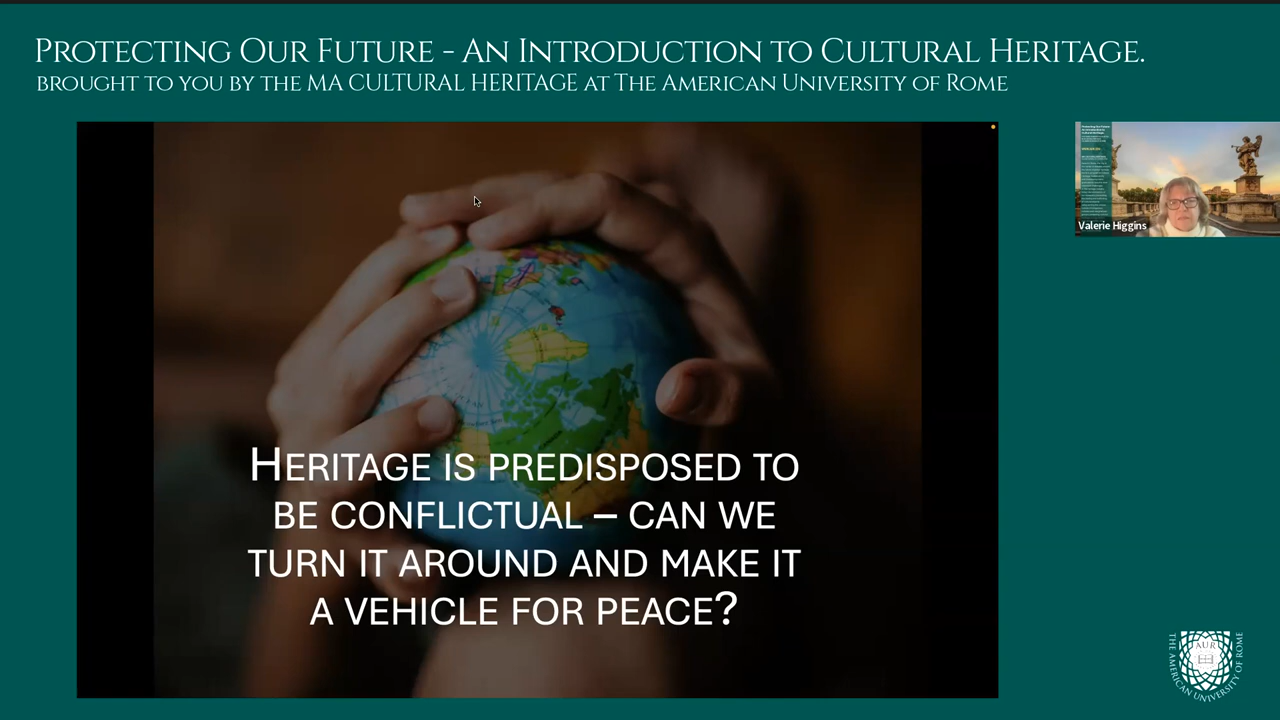 Protecting Our Future - An Introduction to Cultural Heritage.
brought to you by the MA CULTURAL HERITAGE at The American University of Rome
Heritage is predisposed to
be conflictual – can we
turn it around and make it
a vehicle for peace?
Valerie Higgins
AUR
THE AMERICAN UNIVERSITY OF ROME